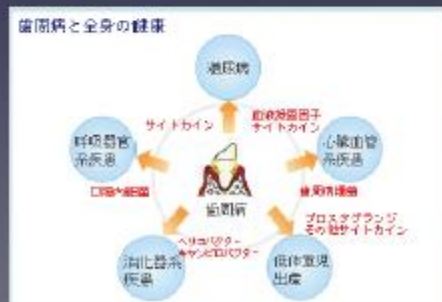 歯周病と全身の健康
糖尿病
サイトカイン
血液凝固因子
サイトカイン
呼吸器官
系疾患
心臓血管
系疾患
口腔内細菌
歯周病
歯周病原菌
プロスタグランジ
その他サイトカイン
ヘリコバクター
キャンピロバクター
消化器系
疾患
低体重児
出産